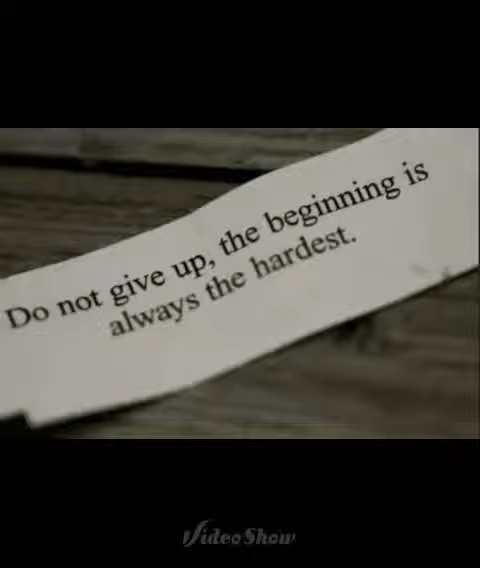 Do not give up, the beginning is
always the hardest.
VideoShow